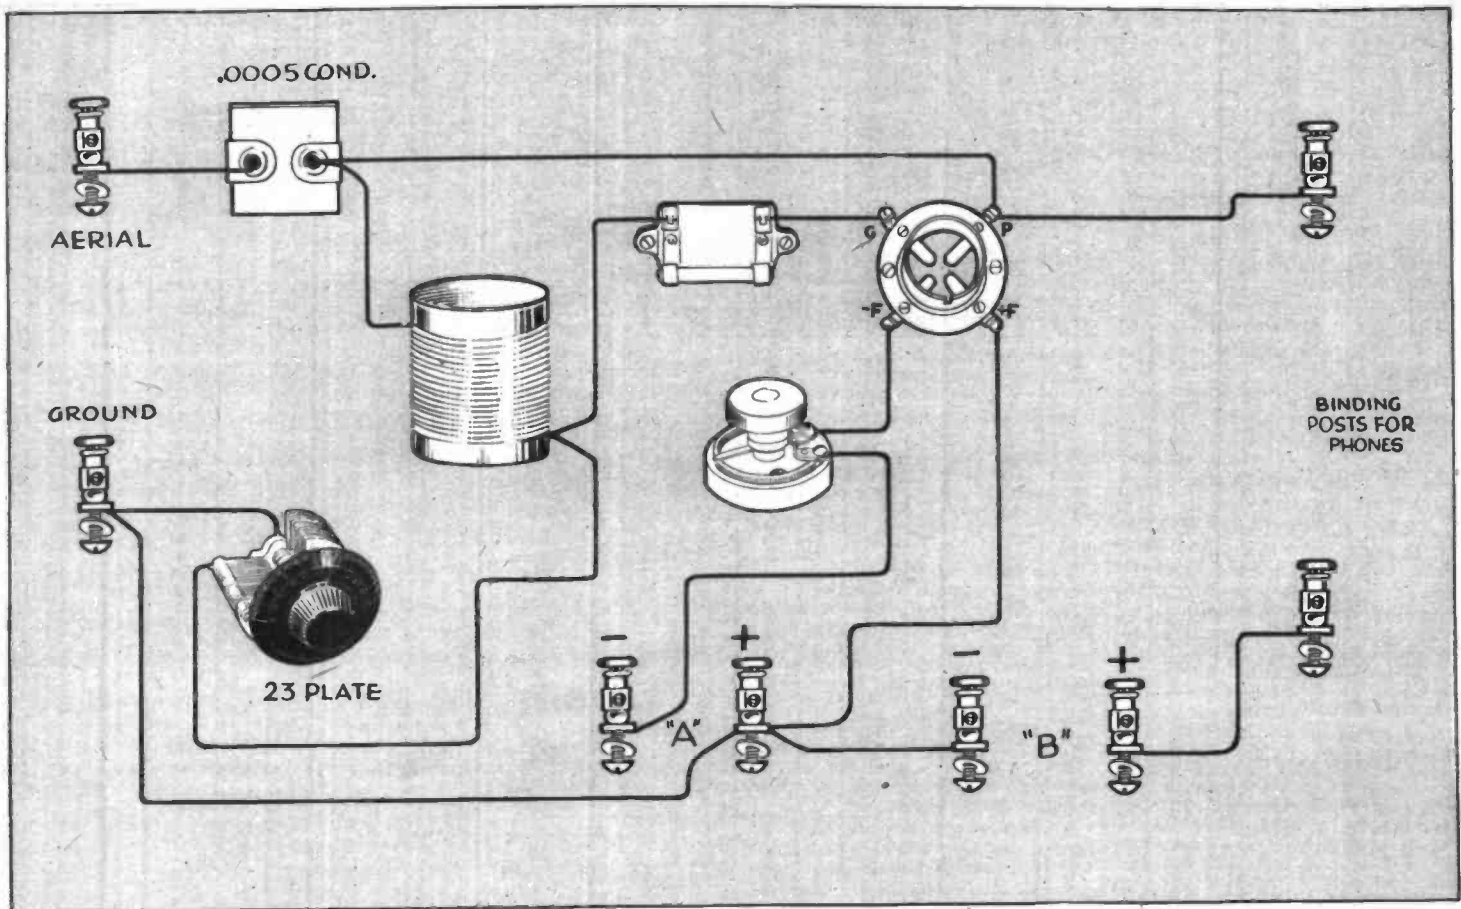 .0005 COND.
AERIAL
G
P
-F
+F
GROUND
BINDING
POSTS FOR
PHONES
23 PLATE
-
+
"A"
-
+
"B"